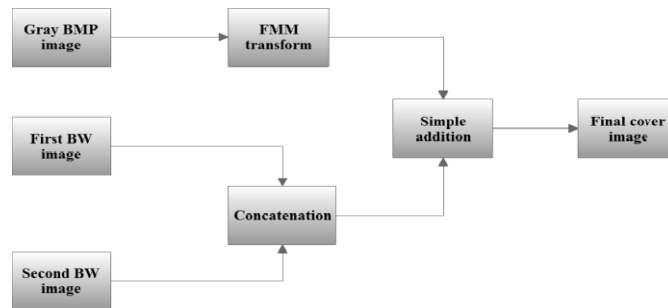 Gray BMP
image
FMM
transform
First BW
image
Simple
addition
Final cover
image
Concatenation
Second BW
image